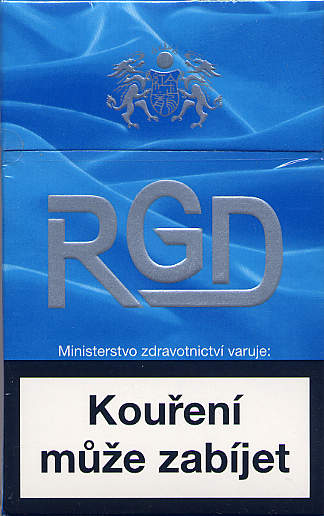 RGD
Ministerstvo zdravotnictví varuje:
Kouření
může zabíjet